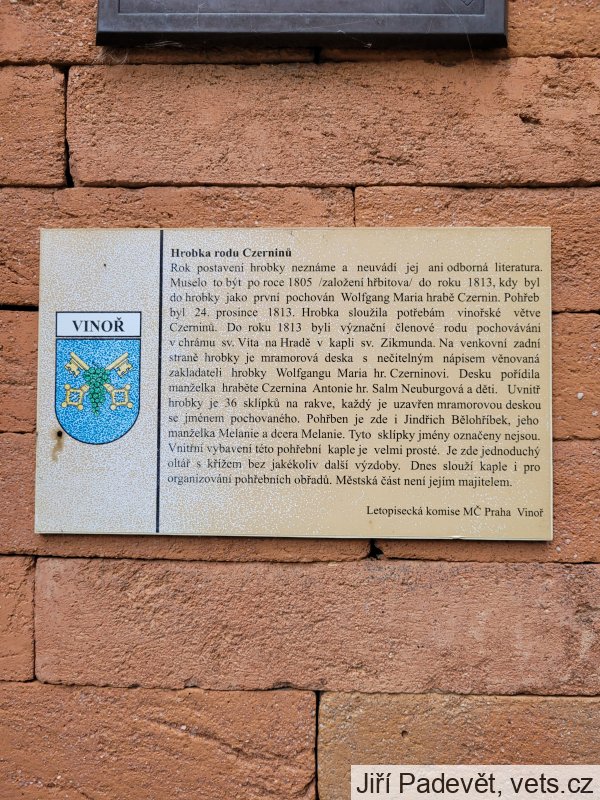 Hrobka rodu Czernínů
Rok postavení hrobky neznáme a neuvádí jej ani odborná literatura.
Muselo to být po roce 1805 /založení hřbitova/ do roku 1813, kdy byl
do hrobky jako první pochován Wolfgang Maria hrabě Czernin. Pohřeb
byl 24. prosince 1813. Hrobka sloužila potřebám vinořské větve
Czerninů. Do roku 1813 byli význační členové rodu pochováváni
v chrámu sv. Víta na Hradě v kapli sv. Zikmunda. Na venkovní zadní
straně hrobky je mramorová deska s nečitelným nápisem věnovaná
zakladateli hrobky Wolfgangu Maria hr. Czerninovi. Desku pořídila
manželka hraběte Czernina Antonie hr. Salm Neuburgová a děti. Uvnitř
hrobky je 36 sklípků na rakve, každý je uzavřen mramorovou deskou
se jménem pochovaného. Pohřben je zde i Jindřich Bělohříbek, jeho
manželka Melanie a dcera Melanie. Tyto sklípky jmény označeny nejsou.
Vnitřní vybavení této pohřební kaple je velmi prosté. Je zde jednoduchý
oltář s křížem bez jakékoliv další výzdoby. Dnes slouží kaple i pro
organizování pohřebních obřadů. Městská část není jejím majitelem.
Letopisecká komise MČ Praha Vinoř
VINOŘ
Jiří Padevět, vets.cz